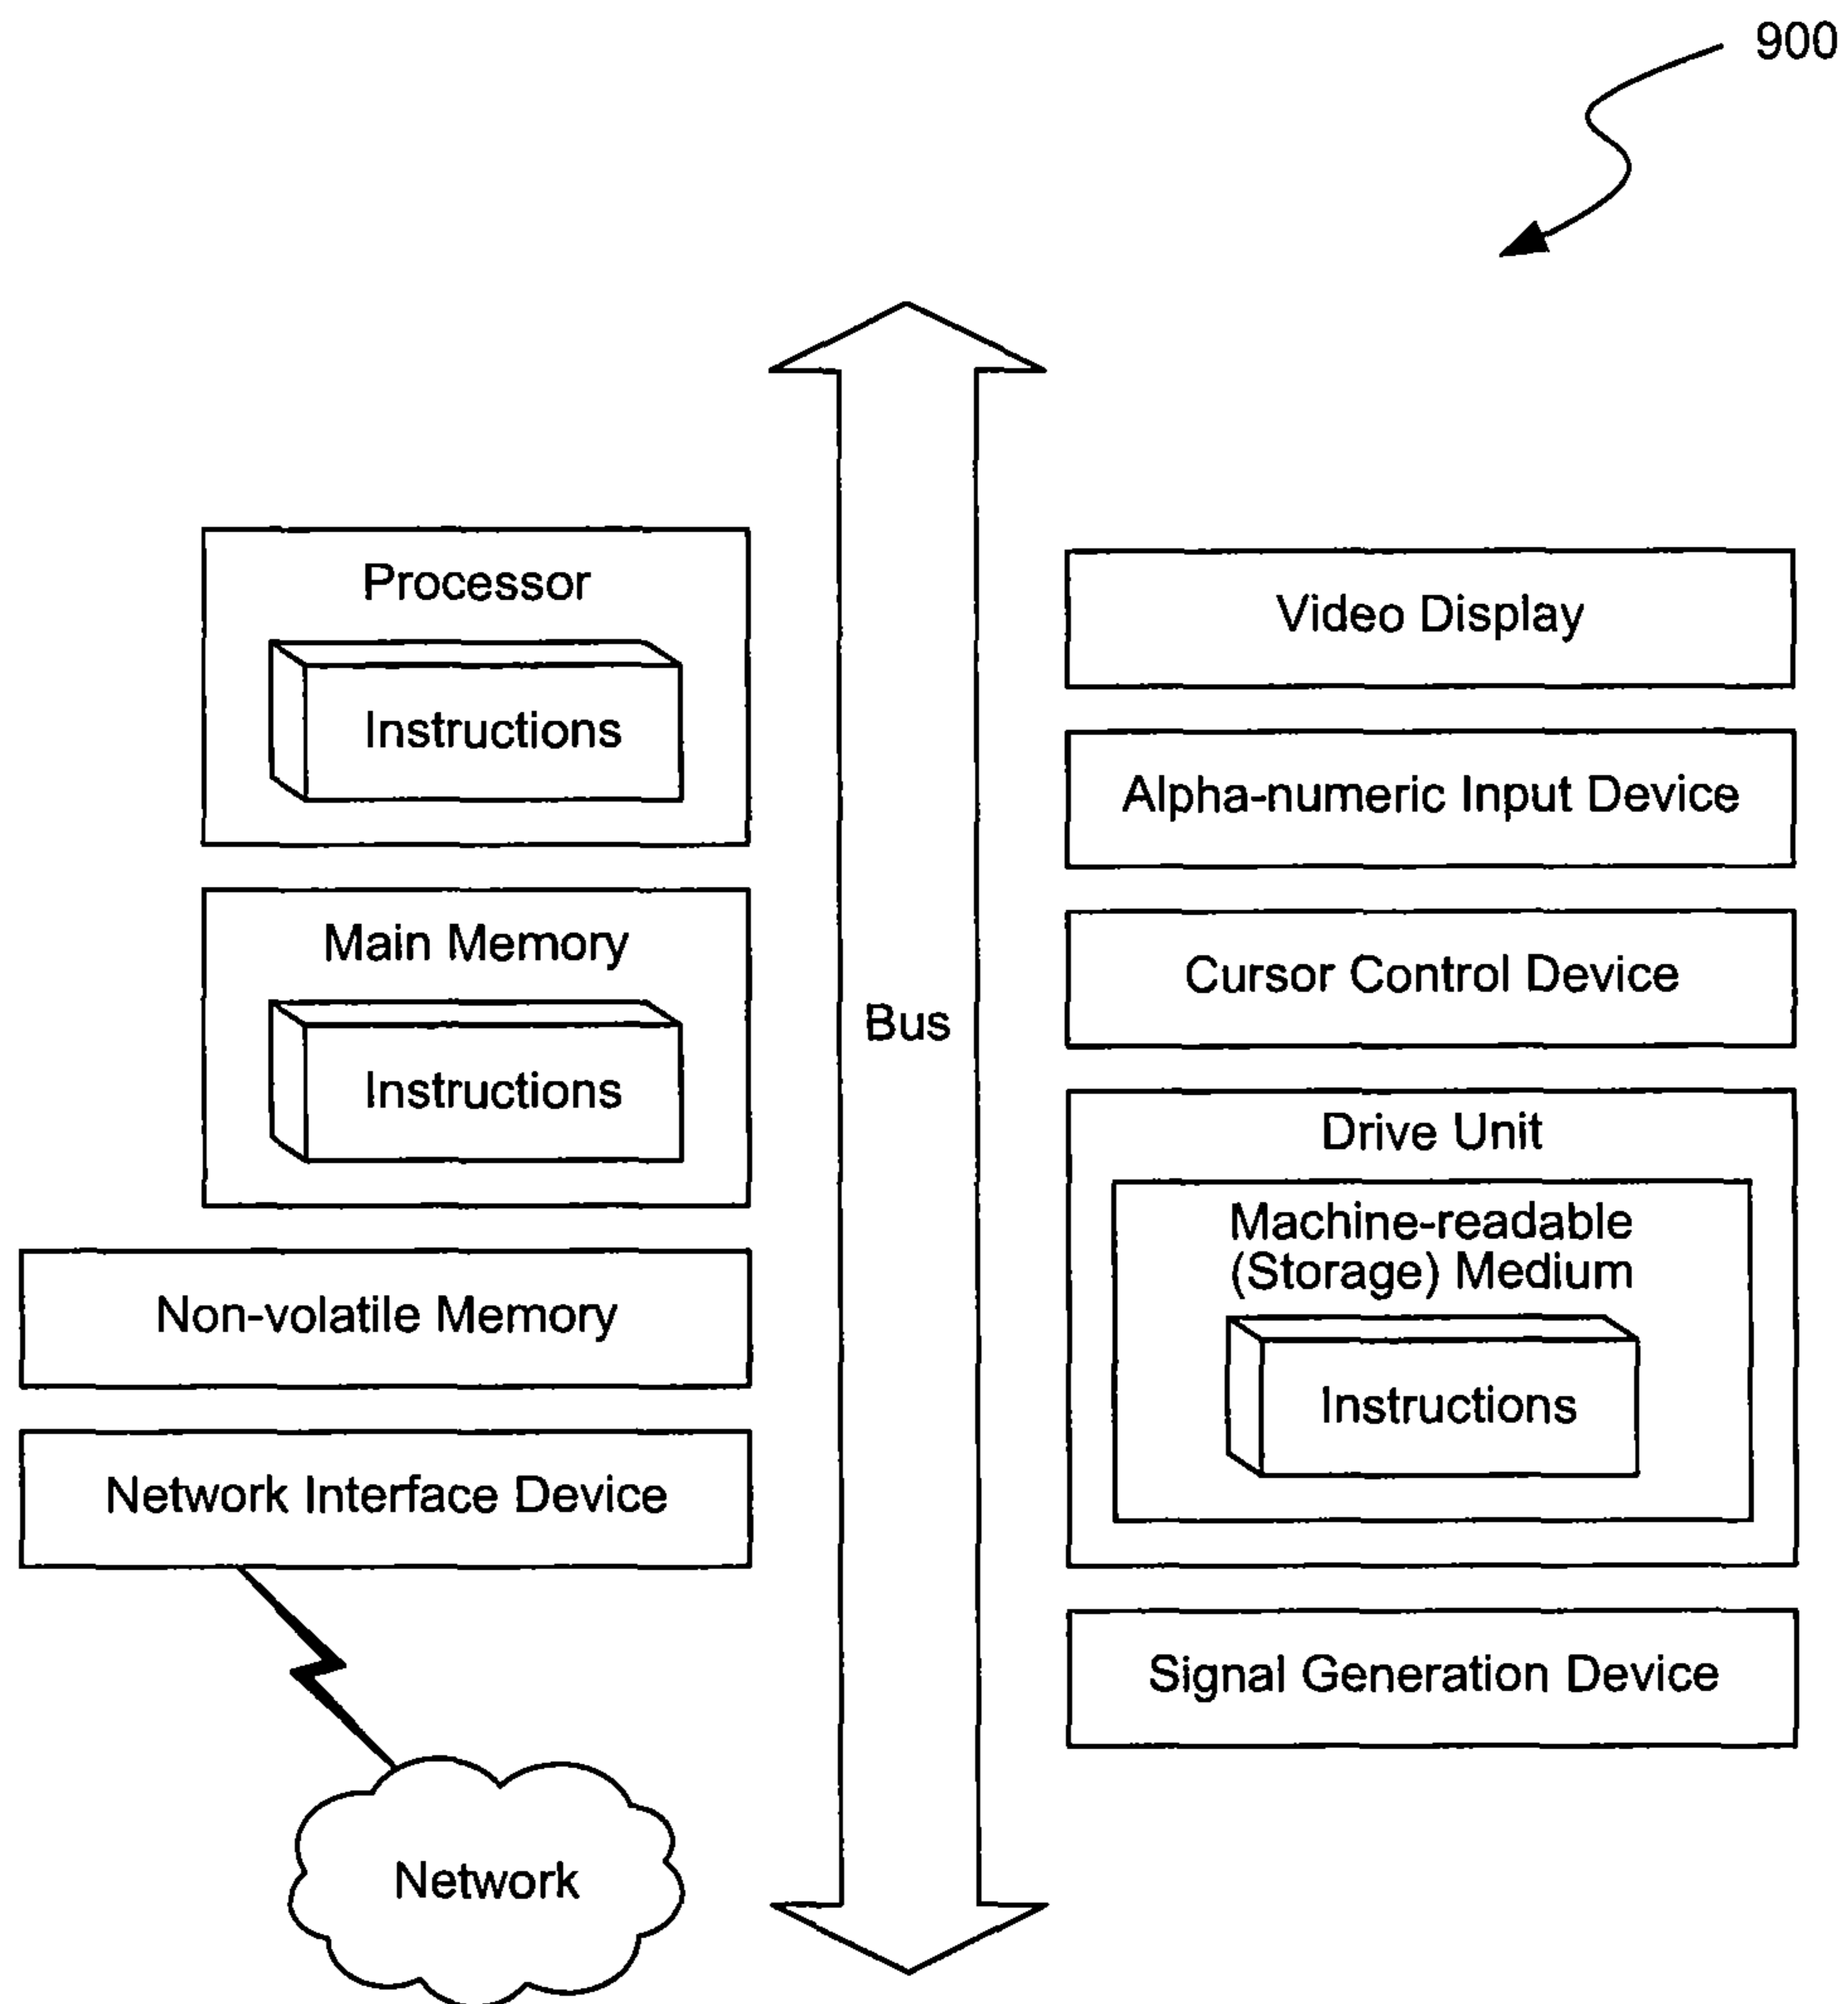 900
Processor
Instructions
Main Memory
Instructions
Non-volatile Memory
Network Interface Device
Network
Bus
Video Display
Alpha-numeric Input Device
Cursor Control Device
Drive Unit
Machine-readable
(Storage) Medium
Instructions
Signal Generation Device